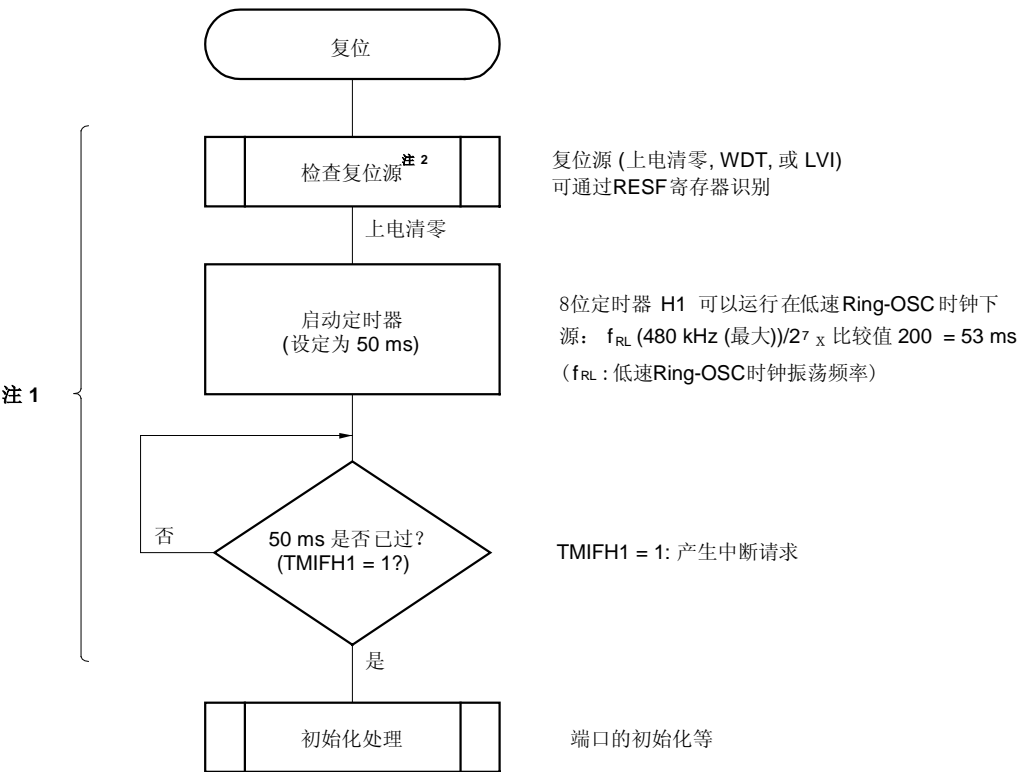 复位
检查复位源注 2
复位源 (上电清零, WDT, 或 LVI)
可通过RESF寄存器识别
上电清零
启动定时器
(设定为 50 ms)
8位定时器 H1 可以运行在低速Ring-OSC时钟下
源： fRL (480 kHz (最大))/2⁷ x 比较值 200 = 53 ms
（fRL : 低速Ring-OSC时钟振荡频率）
注 1
否
50 ms 是否已过？
(TMIFH1 = 1?)
TMIFH1 = 1: 产生中断请求
是
初始化处理
端口的初始化等